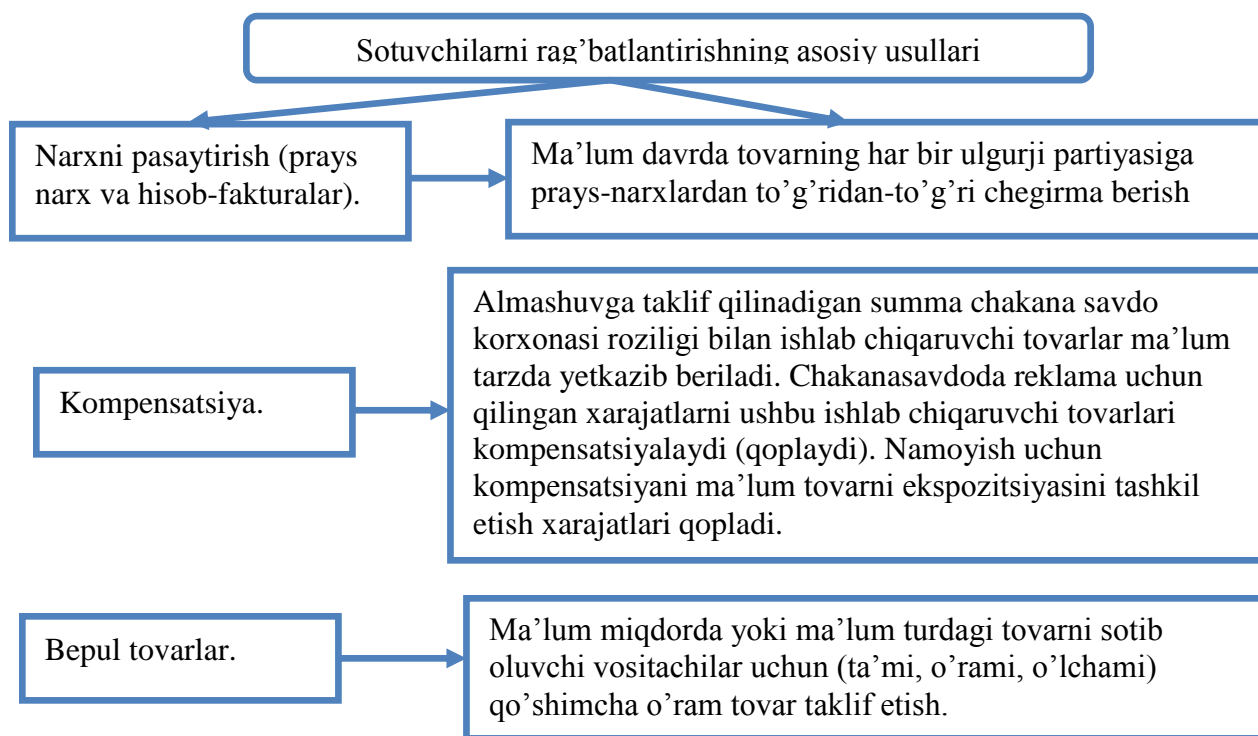 Sotuvchilarni rag’batlantirishning asosiy usullari
Narxni pasaytirish (prays
narx va hisob-fakturalar).
Ma’lum davrda tovarning har bir ulgurji partiyasiga
prays-narxlardan to’g’ridan-to’g’ri chegirma berish
Kompensatsiya.
Almashuvga taklif qilinadigan summa chakana savdo
korxonasi roziligi bilan ishlab chiqaruvchi tovarlar ma’lum
tarzda yetkazib beriladi. Chakanasavdoda reklama uchun
qilingan xarajatlarni ushbu ishlab chiqaruvchi tovarlari
kompensatsiyalaydi (qoplaydi). Namoyish uchun
kompensatsiyani ma’lum tovarni ekspozitsiyasini tashkil
etish xarajatlari qopladi.
Bepul tovarlar.
Ma’lum miqdorda yoki ma’lum turdagi tovarni sotib
oluvchi vositachilar uchun (ta’mi, o’rami, o’lchami)
qo’shimcha o’ram tovar taklif etish.